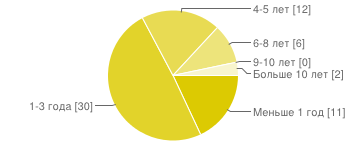 4-5 лет [12]
6-8 лет [6]
9-10 лет [0]
Больше 10 лет [2]
1-3 года [30]
Меньше 1 год [11]